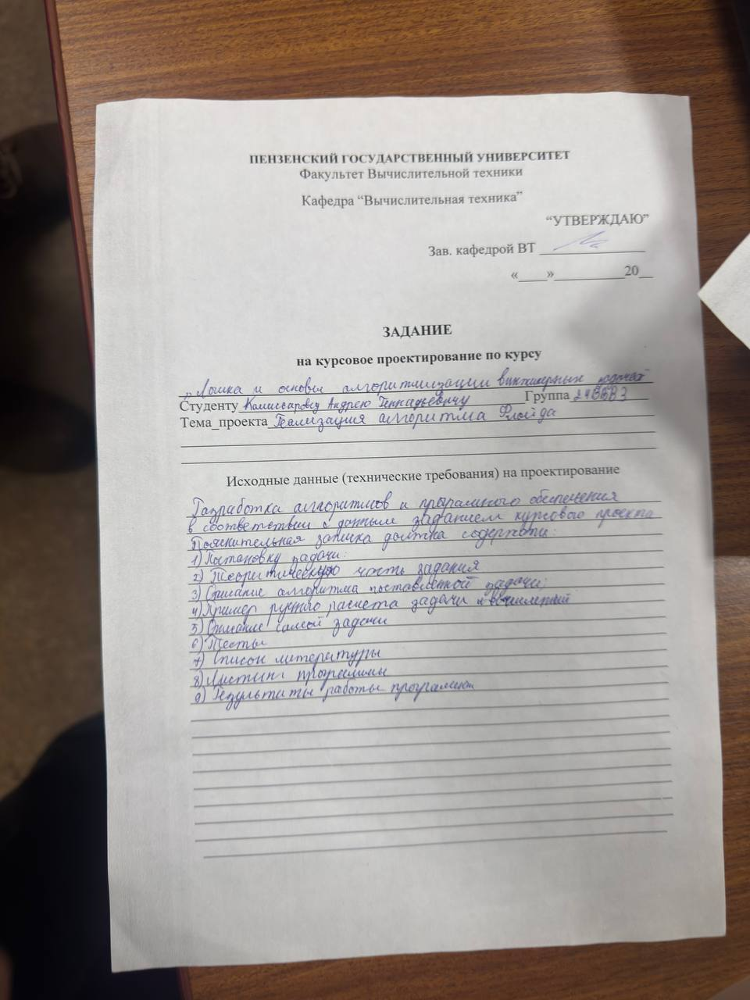 ПЕНЗЕНСКИЙ ГОСУДАРСТВЕННЫЙ УНИВЕРСИТЕТ
Факультет Вычислительной техники
Кафедра “Вычислительная техника”
“УТВЕРЖДАЮ”
Зав. кафедрой ВТ ____________
«____»__________20__
ЗАДАНИЕ
на курсовое проектирование по курсу
„Логика и основы алгоритмизации в инженерных задачах
Студенту Комиссарову Андрею Геннадьевичу Группа 24ВВВ3
Тема_проекта Реализация алгоритма Флойда
Исходные данные (технические требования) на проектирование
Разработка алгоритмов и программного обеспечения
в соответствии с данным заданием курсового проекта
Пояснительная записка должна содержать:
1) Постановку задачи:
2) Теоритическую часть задания
3) Описание алгоритма поставленной задачи;
4) Пример ручного расчета задачи и вычислений
5) Описание самой задачи
6) Тесты
7) Список литературы
8) Листинг программы
9) Результаты работы программы